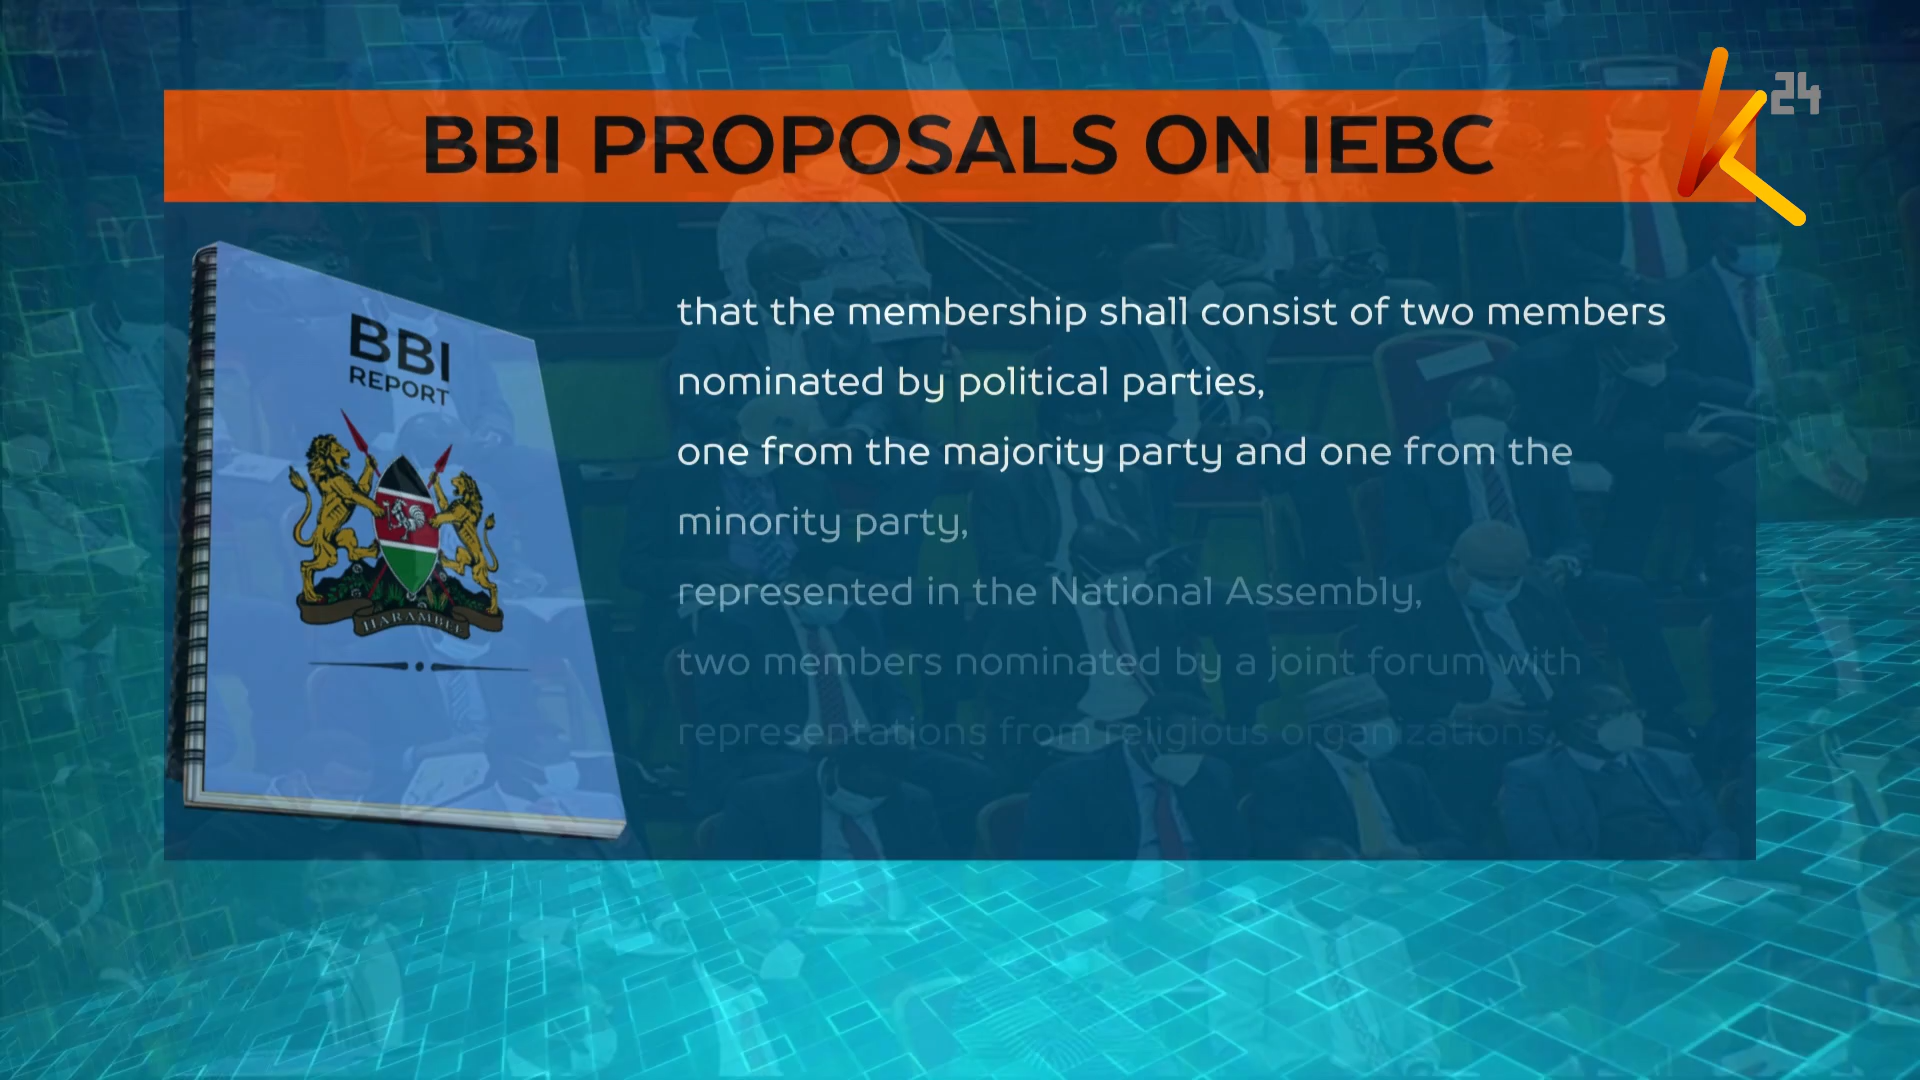 BBI PROPOSALS ON IEBC
24
BBI
REPORT
HARAMBEE
that the membership shall consist of two members
nominated by political parties,
one from the majority party and one from the
minority party,
represented in the National Assembly,
two members nominated by a joint forum with
representations from religious organizations,